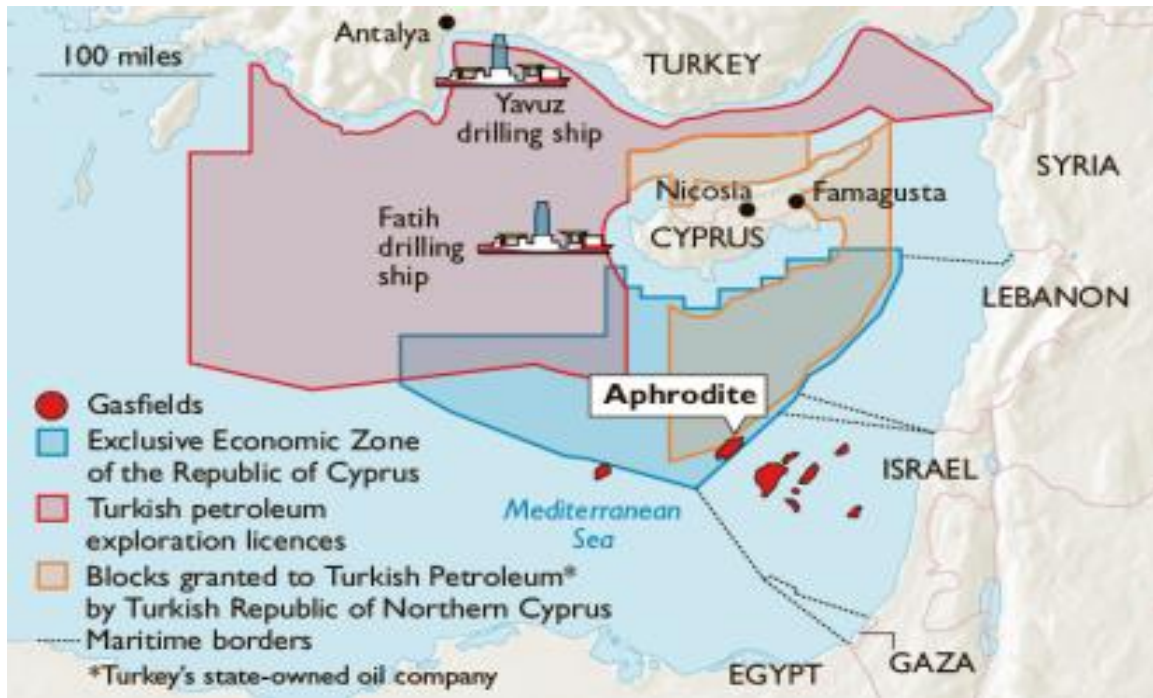 Antalya
100 miles
TURKEY
Yavuz
drilling ship
SYRIA
Nicosia
Famagusta
Fatih
drilling
ship
CYPRUS
LEBANON
Aphrodite
Gasfields
Exclusive Economic Zone
of the Republic of Cyprus
ISRAEL
Turkish petroleum
exploration licences
Mediterranean
Sea
Blocks granted to Turkish Petroleum*
by Turkish Republic of Northern Cyprus
Maritime borders
*Turkey's state-owned oil company
EGYPT
GAZA